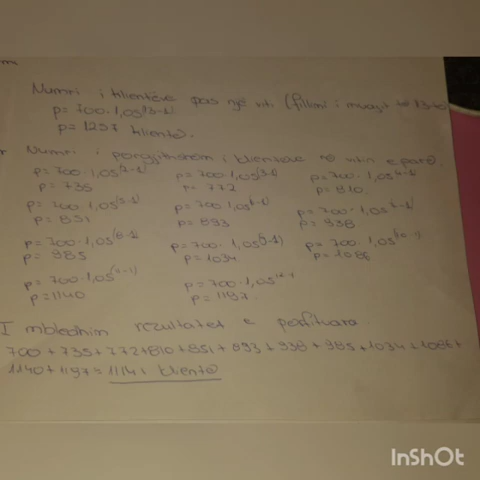 Numri i klientëve pas një viti (fillimi i muajit të 13-të)
p=700·1,05^(13-1)
p=1257 klientë.
Numri i përgjithshëm i klientëve në vitin e parë.
p=700·1,05^(2-1) p=700·1,05^(3-1) p=700·1,05^(4-1)
p=735 p=772 p=810
p=700·1,05^(5-1) p=700·1,05^(6-1) p=700·1,05^(7-1)
p=851 p=893 p=938
p=700·1,05^(8-1) p=700·1,05^(9-1) p=700·1,05^(10-1)
p=985 p=1034 p=1086
p=700·1,05^(11-1) p=700·1,05^12-1
p=1140 p=1197
I mbledhim rezultatet e përfituara.
700+735+772+810+851+893+938+985+1034+1086+
1140+1197= klientë
InShOt